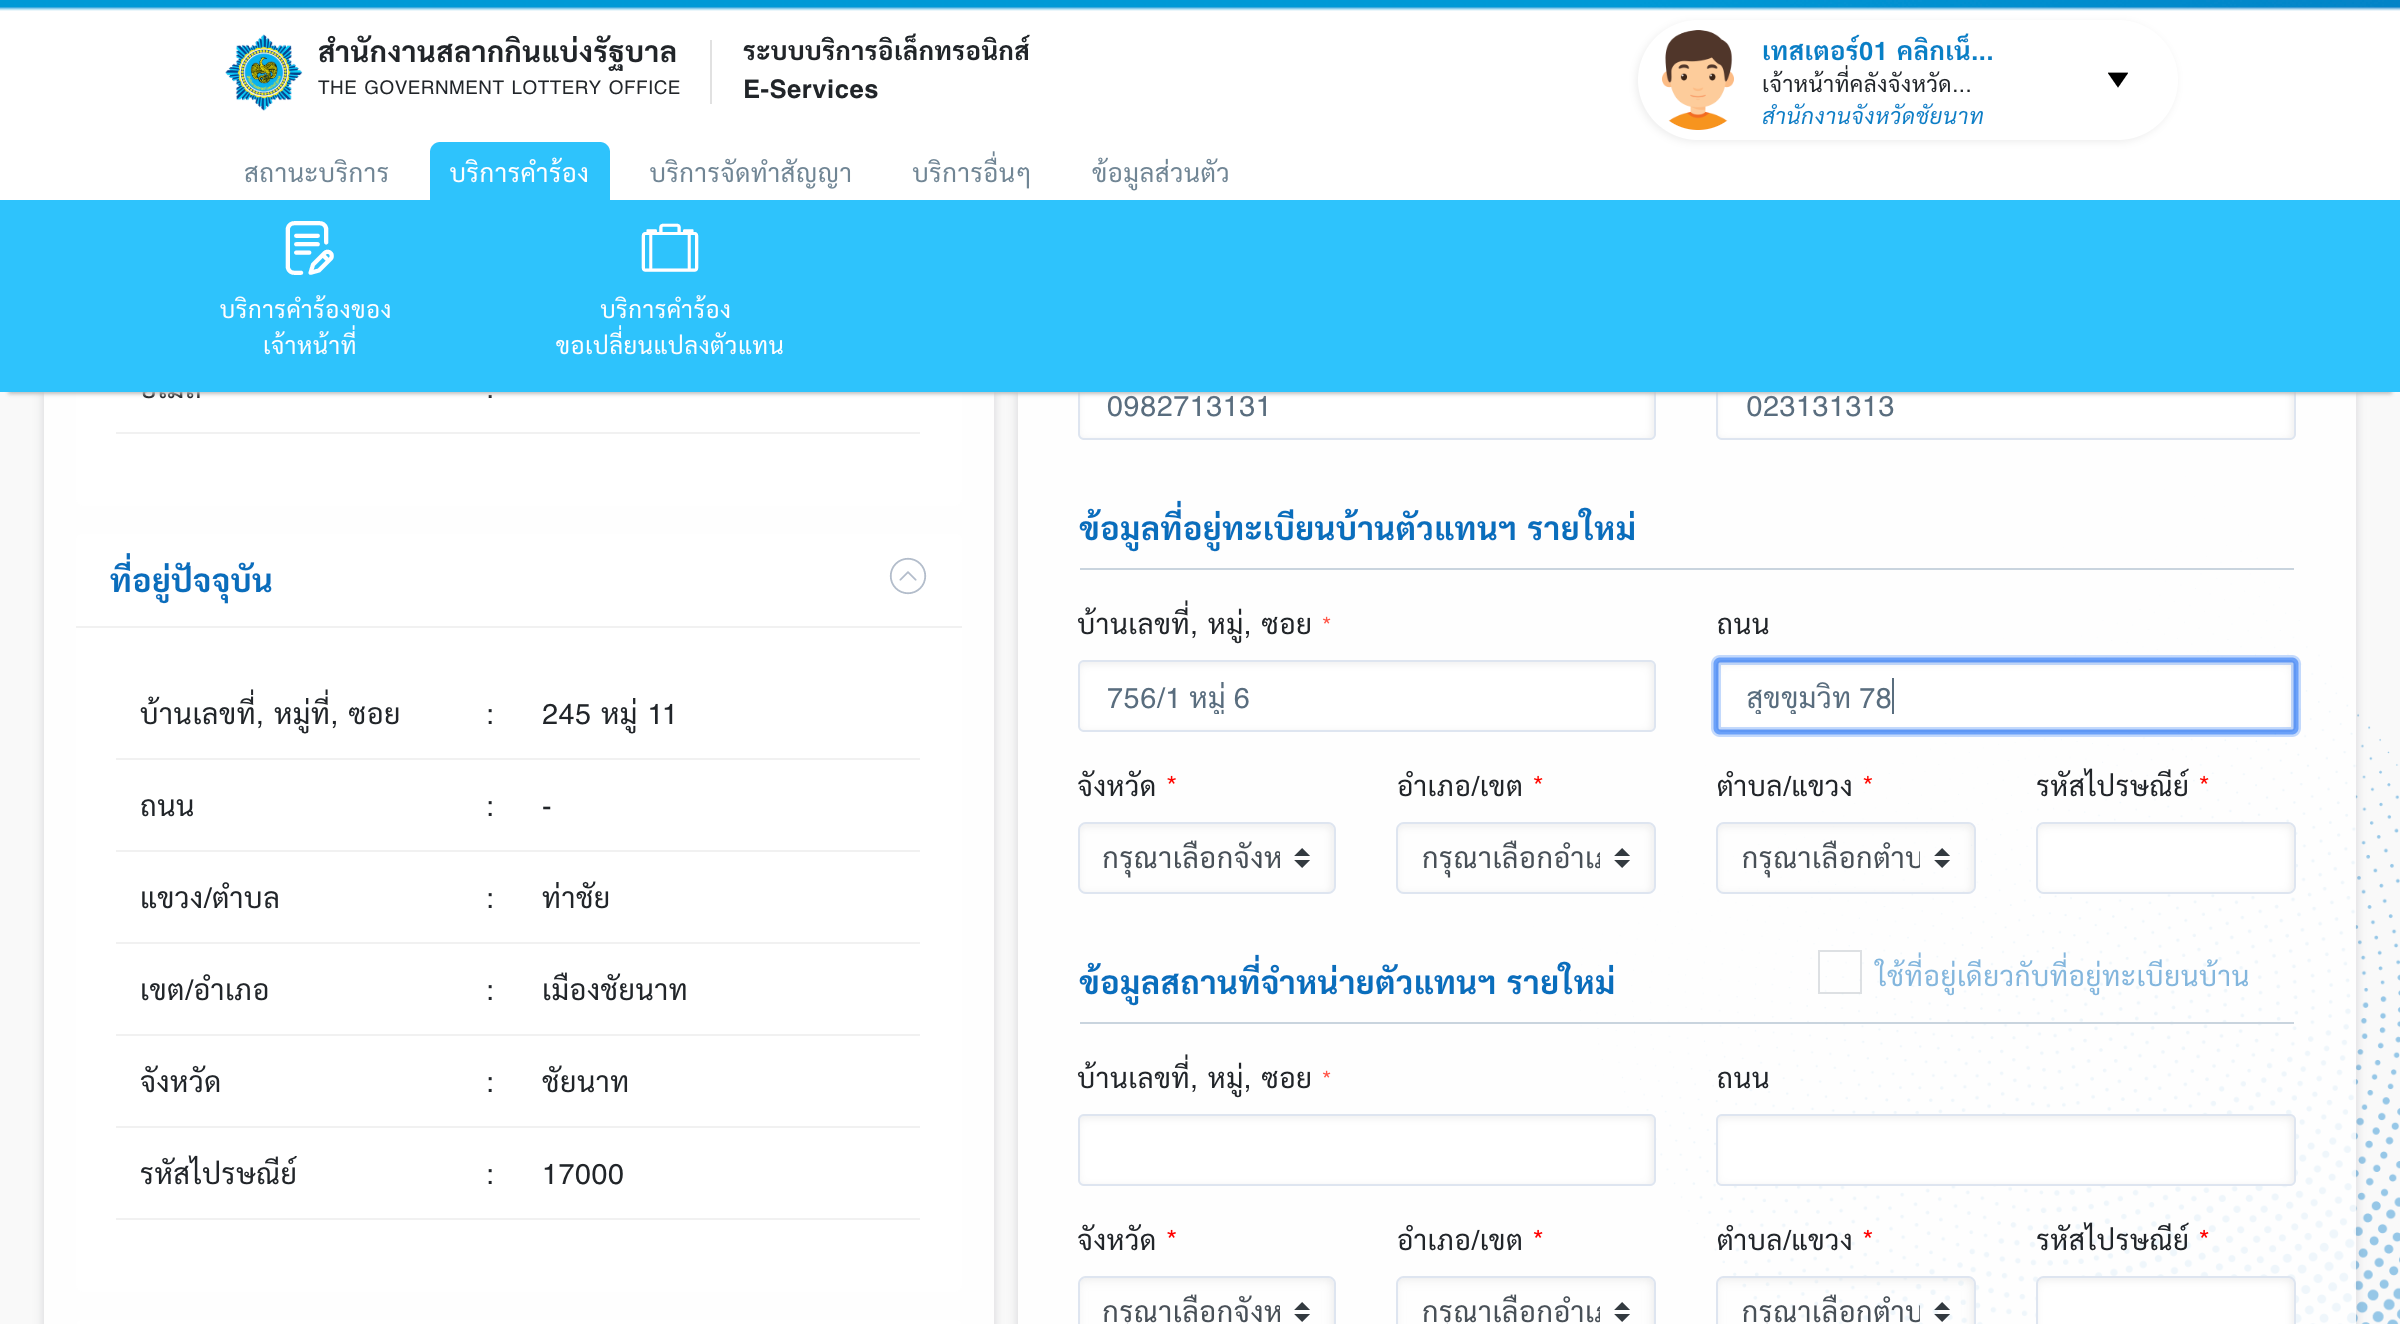 สำนักงานสลากกินแบ่งรัฐบาล
THE GOVERNMENT LOTTERY OFFICE
ระบบบริการอิเล็กทรอนิกส์
E-Services
เทสเตอร์01 คลิกเน็...
เจ้าหน้าที่คลังจังหวัด...
สำนักงานจังหวัดชัยนาท
สถานะบริการ
บริการคำร้อง
บริการจัดทำสัญญา
บริการอื่นๆ
ข้อมูลส่วนตัว
บริการคำร้องของ
เจ้าหน้าที่
บริการคำร้อง
ขอเปลี่ยนแปลงตัวแทน
:
ที่อยู่ปัจจุบัน
บ้านเลขที่, หมู่ที่, ซอย : 245 หมู่ 11
ถนน : -
แขวง/ตำบล : ท่าชัย
เขต/อำเภอ : เมืองชัยนาท
จังหวัด : ชัยนาท
รหัสไปรษณีย์ : 17000
0982713131
023131313
ข้อมูลที่อยู่ทะเบียนบ้านตัวแทนฯ รายใหม่
บ้านเลขที่, หมู่, ซอย *
ถนน
756/1 หมู่ 6
สุขขุมวิท 78
จังหวัด *
อำเภอ/เขต *
ตำบล/แขวง *
รหัสไปรษณีย์ *
กรุณาเลือกจังห
กรุณาเลือกอำเภ
กรุณาเลือกตำบ
ข้อมูลสถานที่จำหน่ายตัวแทนฯ รายใหม่
ใช้ที่อยู่เดียวกับที่อยู่ทะเบียนบ้าน
บ้านเลขที่, หมู่, ซอย *
ถนน
จังหวัด *
อำเภอ/เขต *
ตำบล/แขวง *
รหัสไปรษณีย์ *
กรุณาเลือกจังห
กรุณาเลือกอำเภ
กรุณาเลือกตำบ